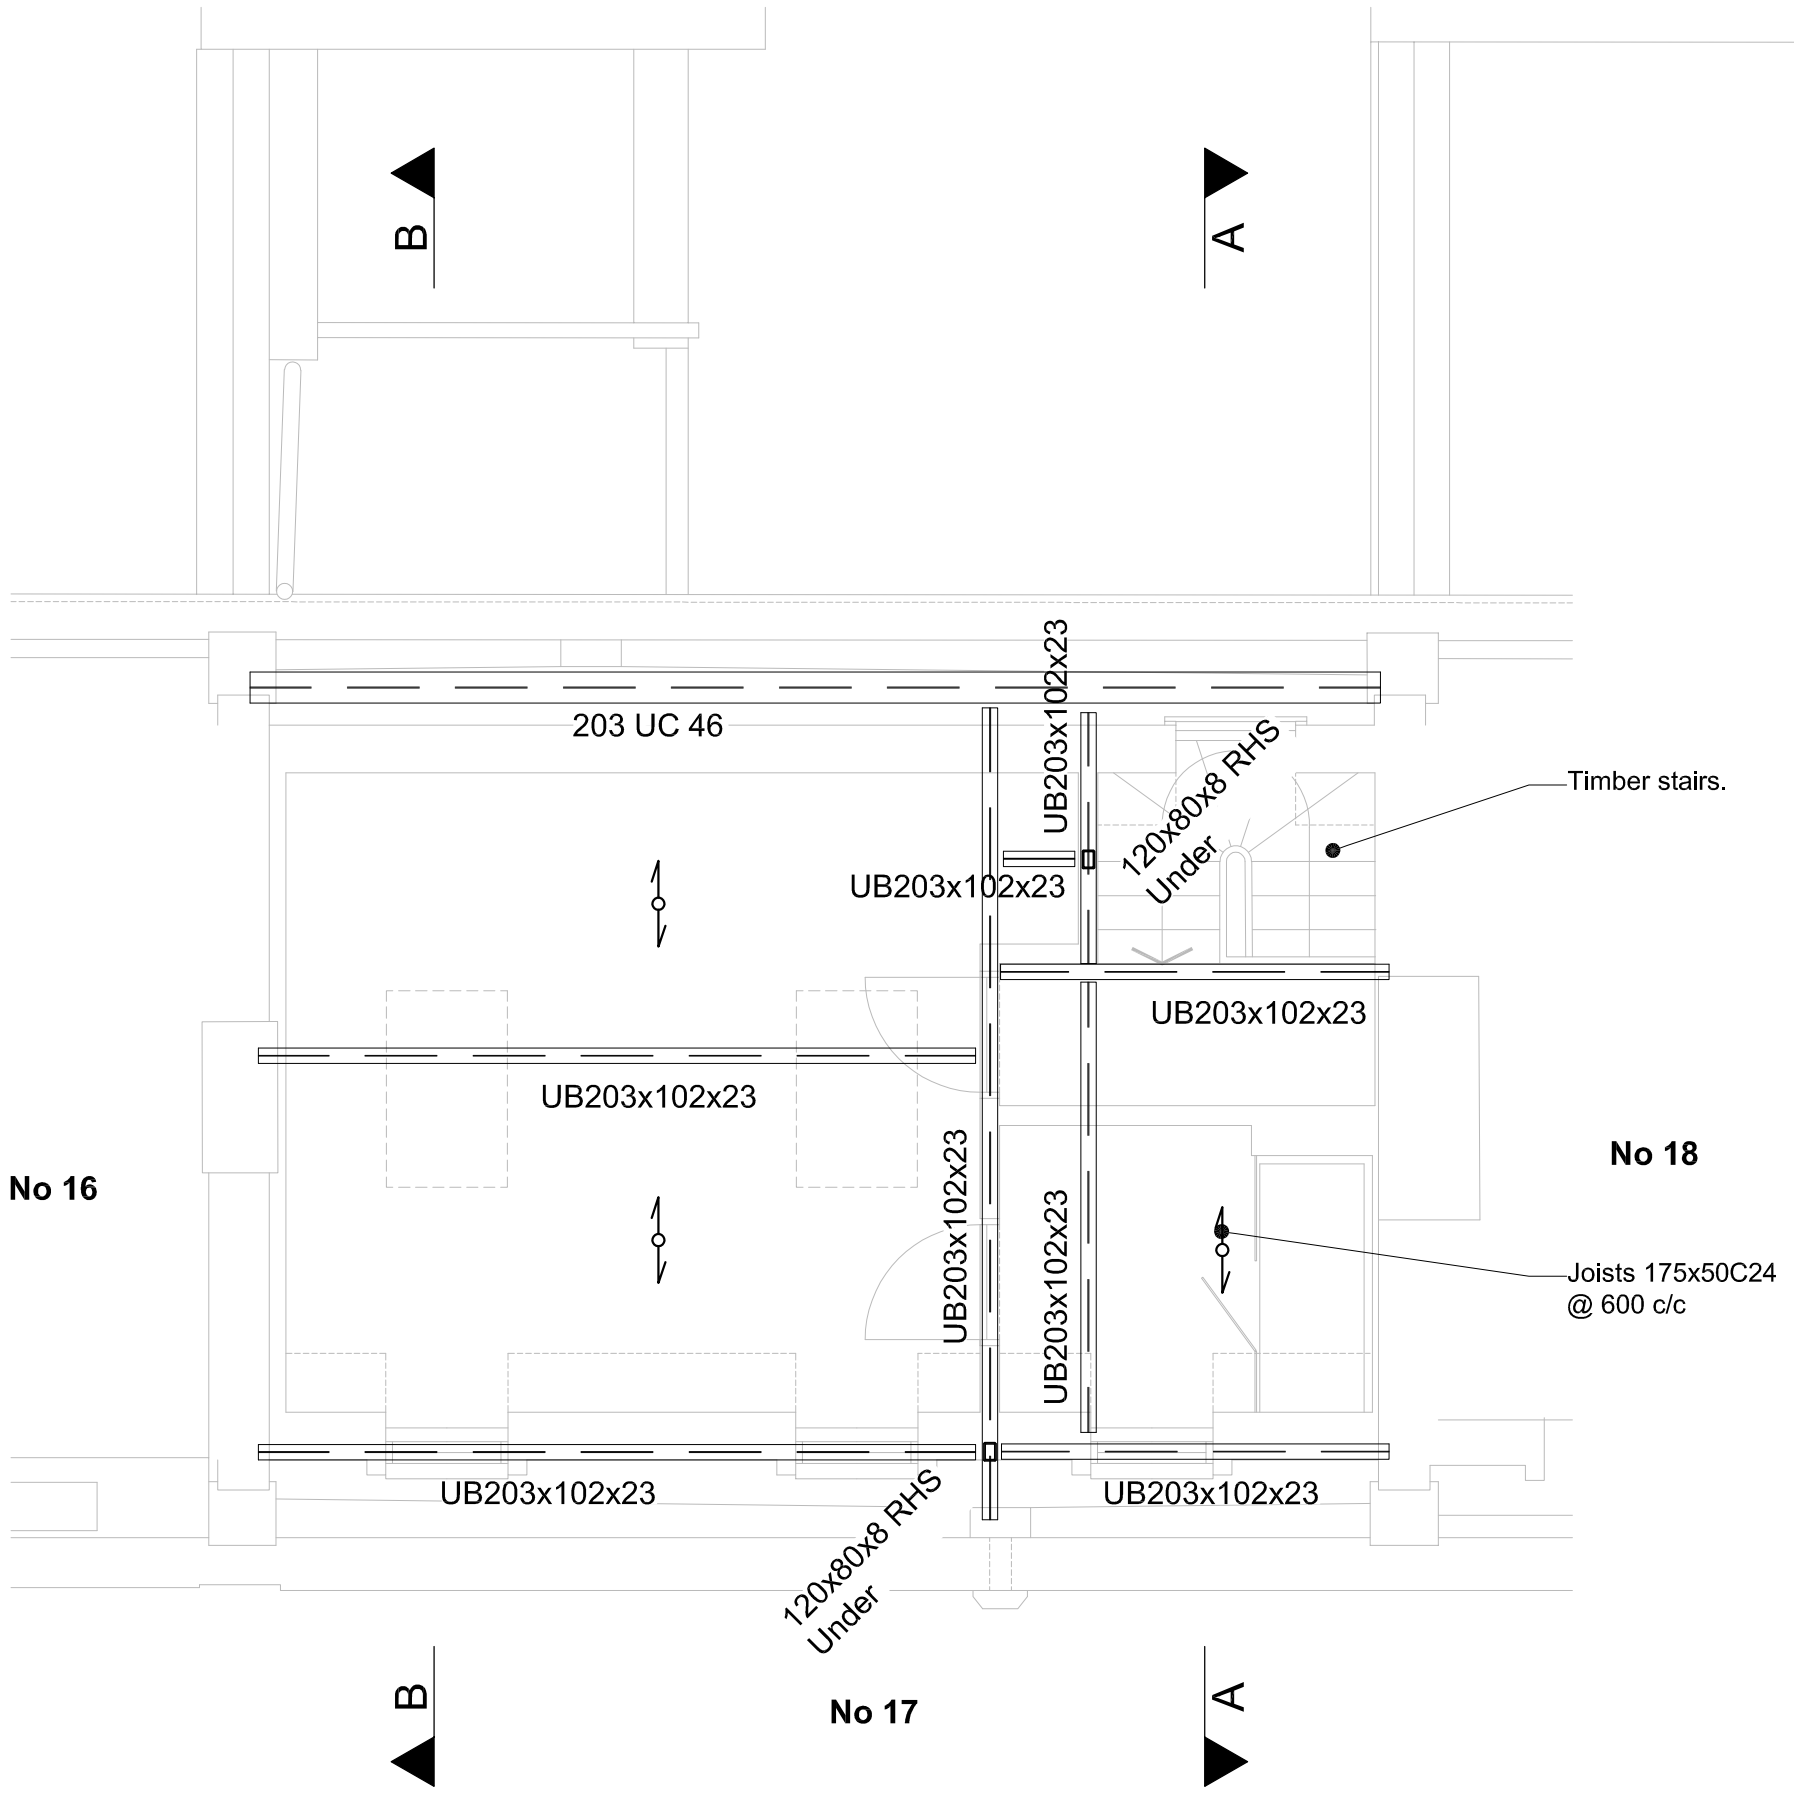 B
A
UB203x102x23
203 UC 46
120x80x8 RHS
Under
Timber stairs.
UB203x102x23
UB203x102x23
UB203x102x23
No 16
No 18
UB203x102x23
UB203x102x23
Joists 175x50C24
@ 600 c/c
UB203x102x23
UB203x102x23
120x80x8 RHS
Under
B
No 17
A